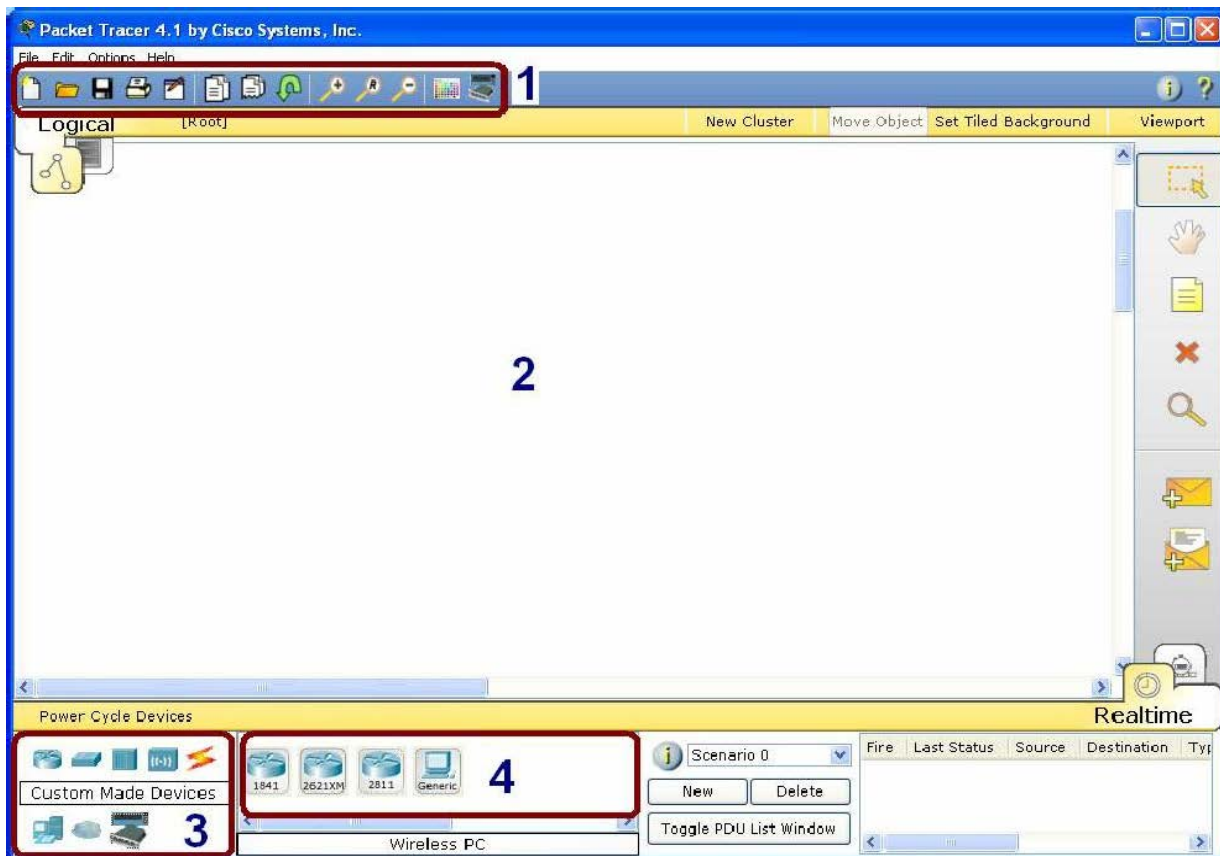 Packet Tracer 4.1 by Cisco Systems, Inc.
File Edit Options Help
R
1
i ?
Logical [Root] New Cluster Move Object Set Tiled Background Viewport
2
Power Cycle Devices Realtime
Custom Made Devices
3
1841 2621XM 2811 Generic
4
Wireless PC
i Scenario 0
New Delete
Toggle PDU List Window
Fire Last Status Source Destination Typ